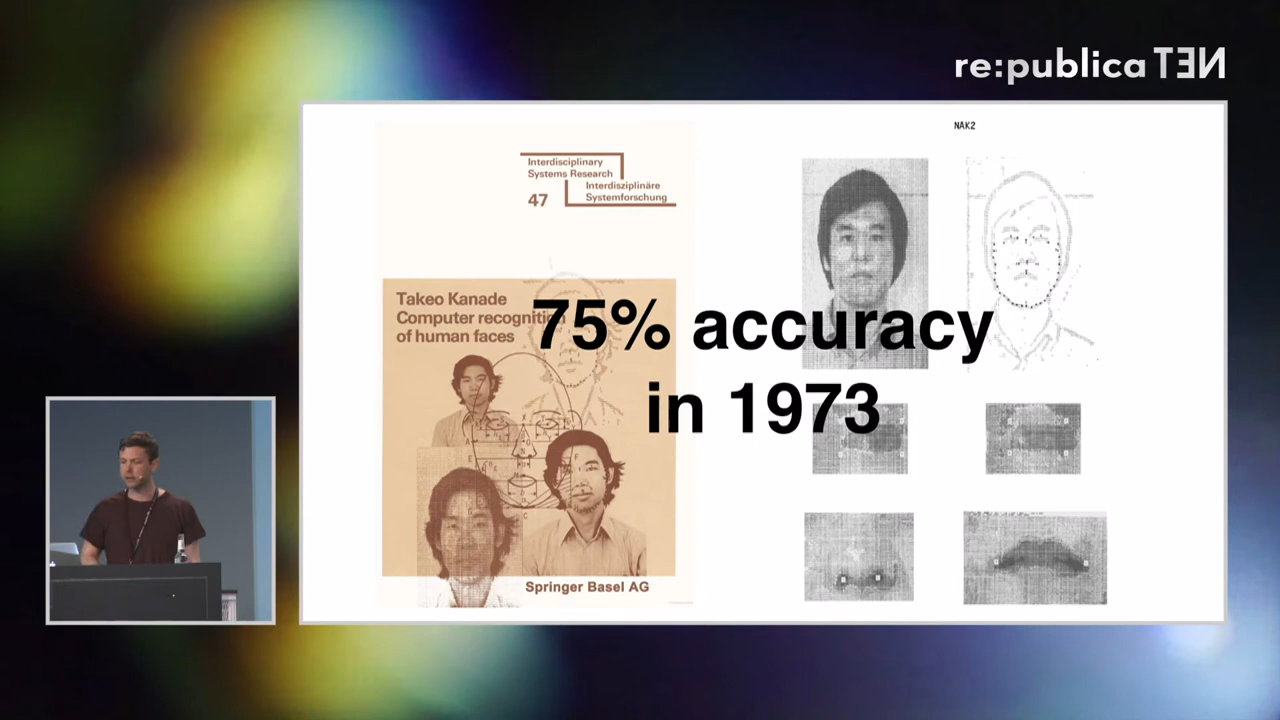 re:publica TEN
NAK2
Interdisciplinary
Systems Research
47
Interdisziplinäre
Systemforschung
Takeo Kanade
Computer recognition
of human faces
75% accuracy
in 1973
Springer Basel AG